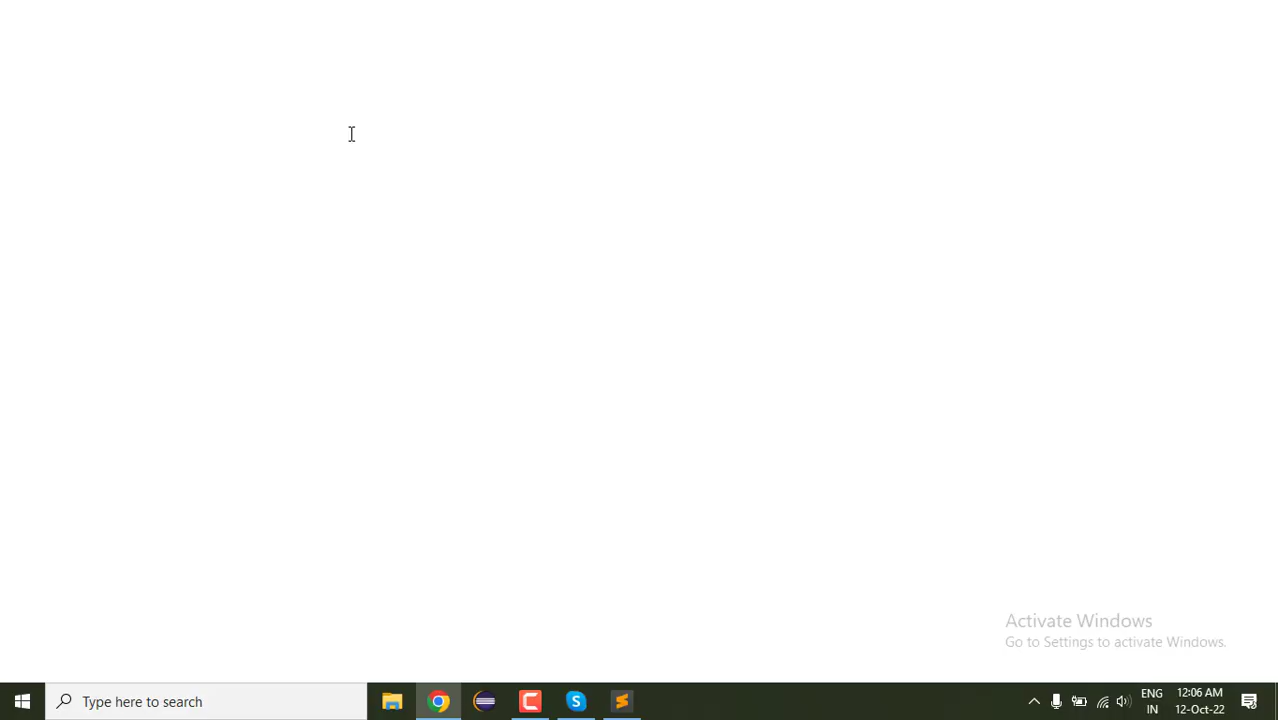 Activate Windows
Go to Settings to activate Windows.
Type here to search
S
ENG
IN
12:06 AM
12-Oct-22